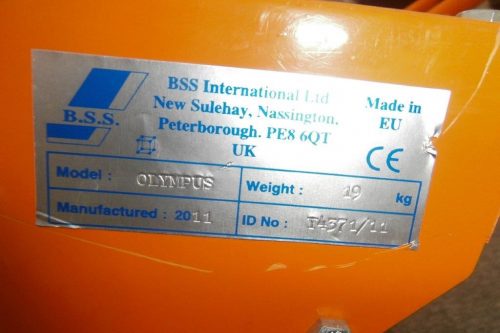 B.S.S.
BSS International Ltd
New Sulehay, Nassington,
Peterborough. PE8 6QT
UK
Made in
EU
CE
Model : OLYMPUS
Weight : 19 kg
Manufactured : 2011
ID No : T4371/11